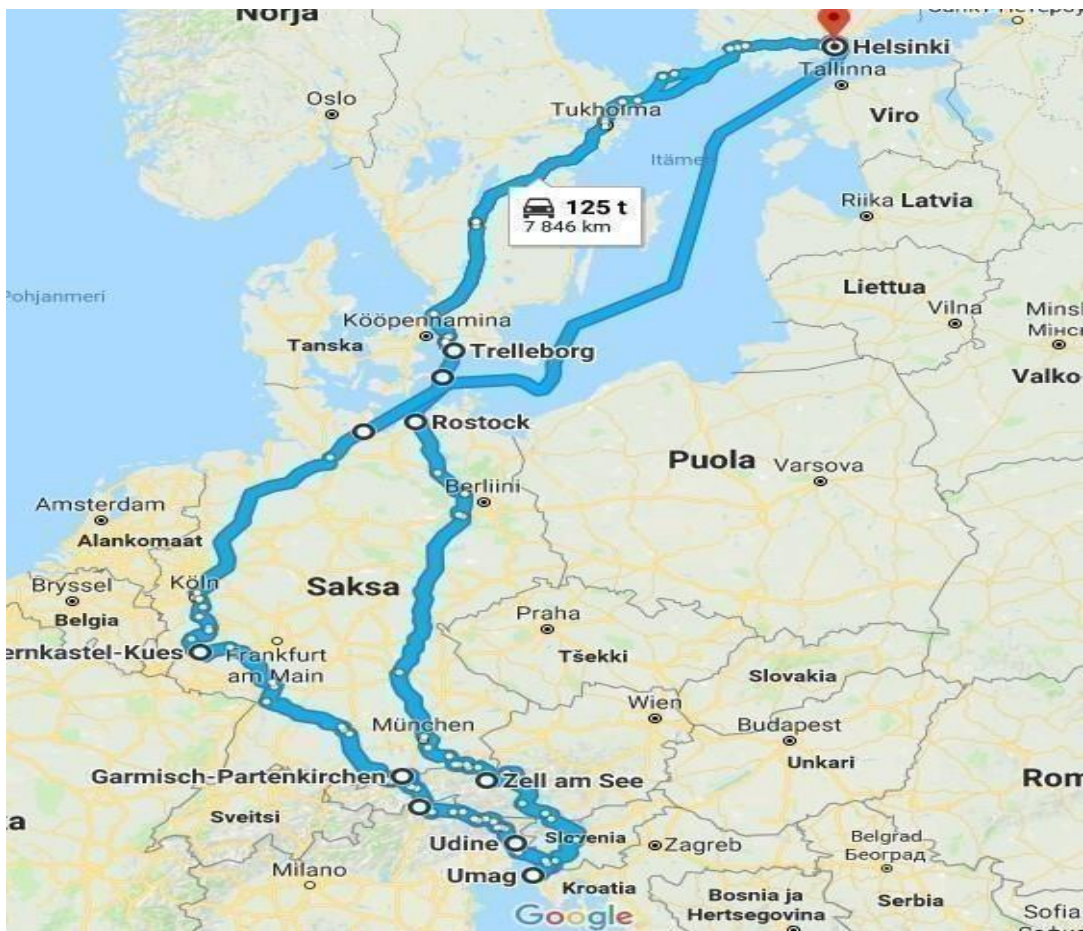 Norja
Helsinki
Tallinna
Oslo
Tukholma
Viro
Itämeri
125 t
7 846 km
Riika
Latvia
Pohjanmeri
Liettua
Vilna
Minsk
Мінск
Kööpenhamina
Tanska
Trelleborg
Valko
Rostock
Puola
Varsova
Berliini
Amsterdam
Alankomaat
Saksa
Bryssel
Köln
Belgia
Praha
Tšekki
ernkastel-Kues
Frankfurt
am Main
Slovakia
Wien
München
Budapest
Unkari
Garmisch-Partenkirchen
Zell am See
Rom
Sveitsi
ta
Udine
Slovenia
Zagreb
Belgrad
Београд
Milano
Umag
Kroatia
Bosnia ja
Hertsegovina
Serbia
Sofia
Google